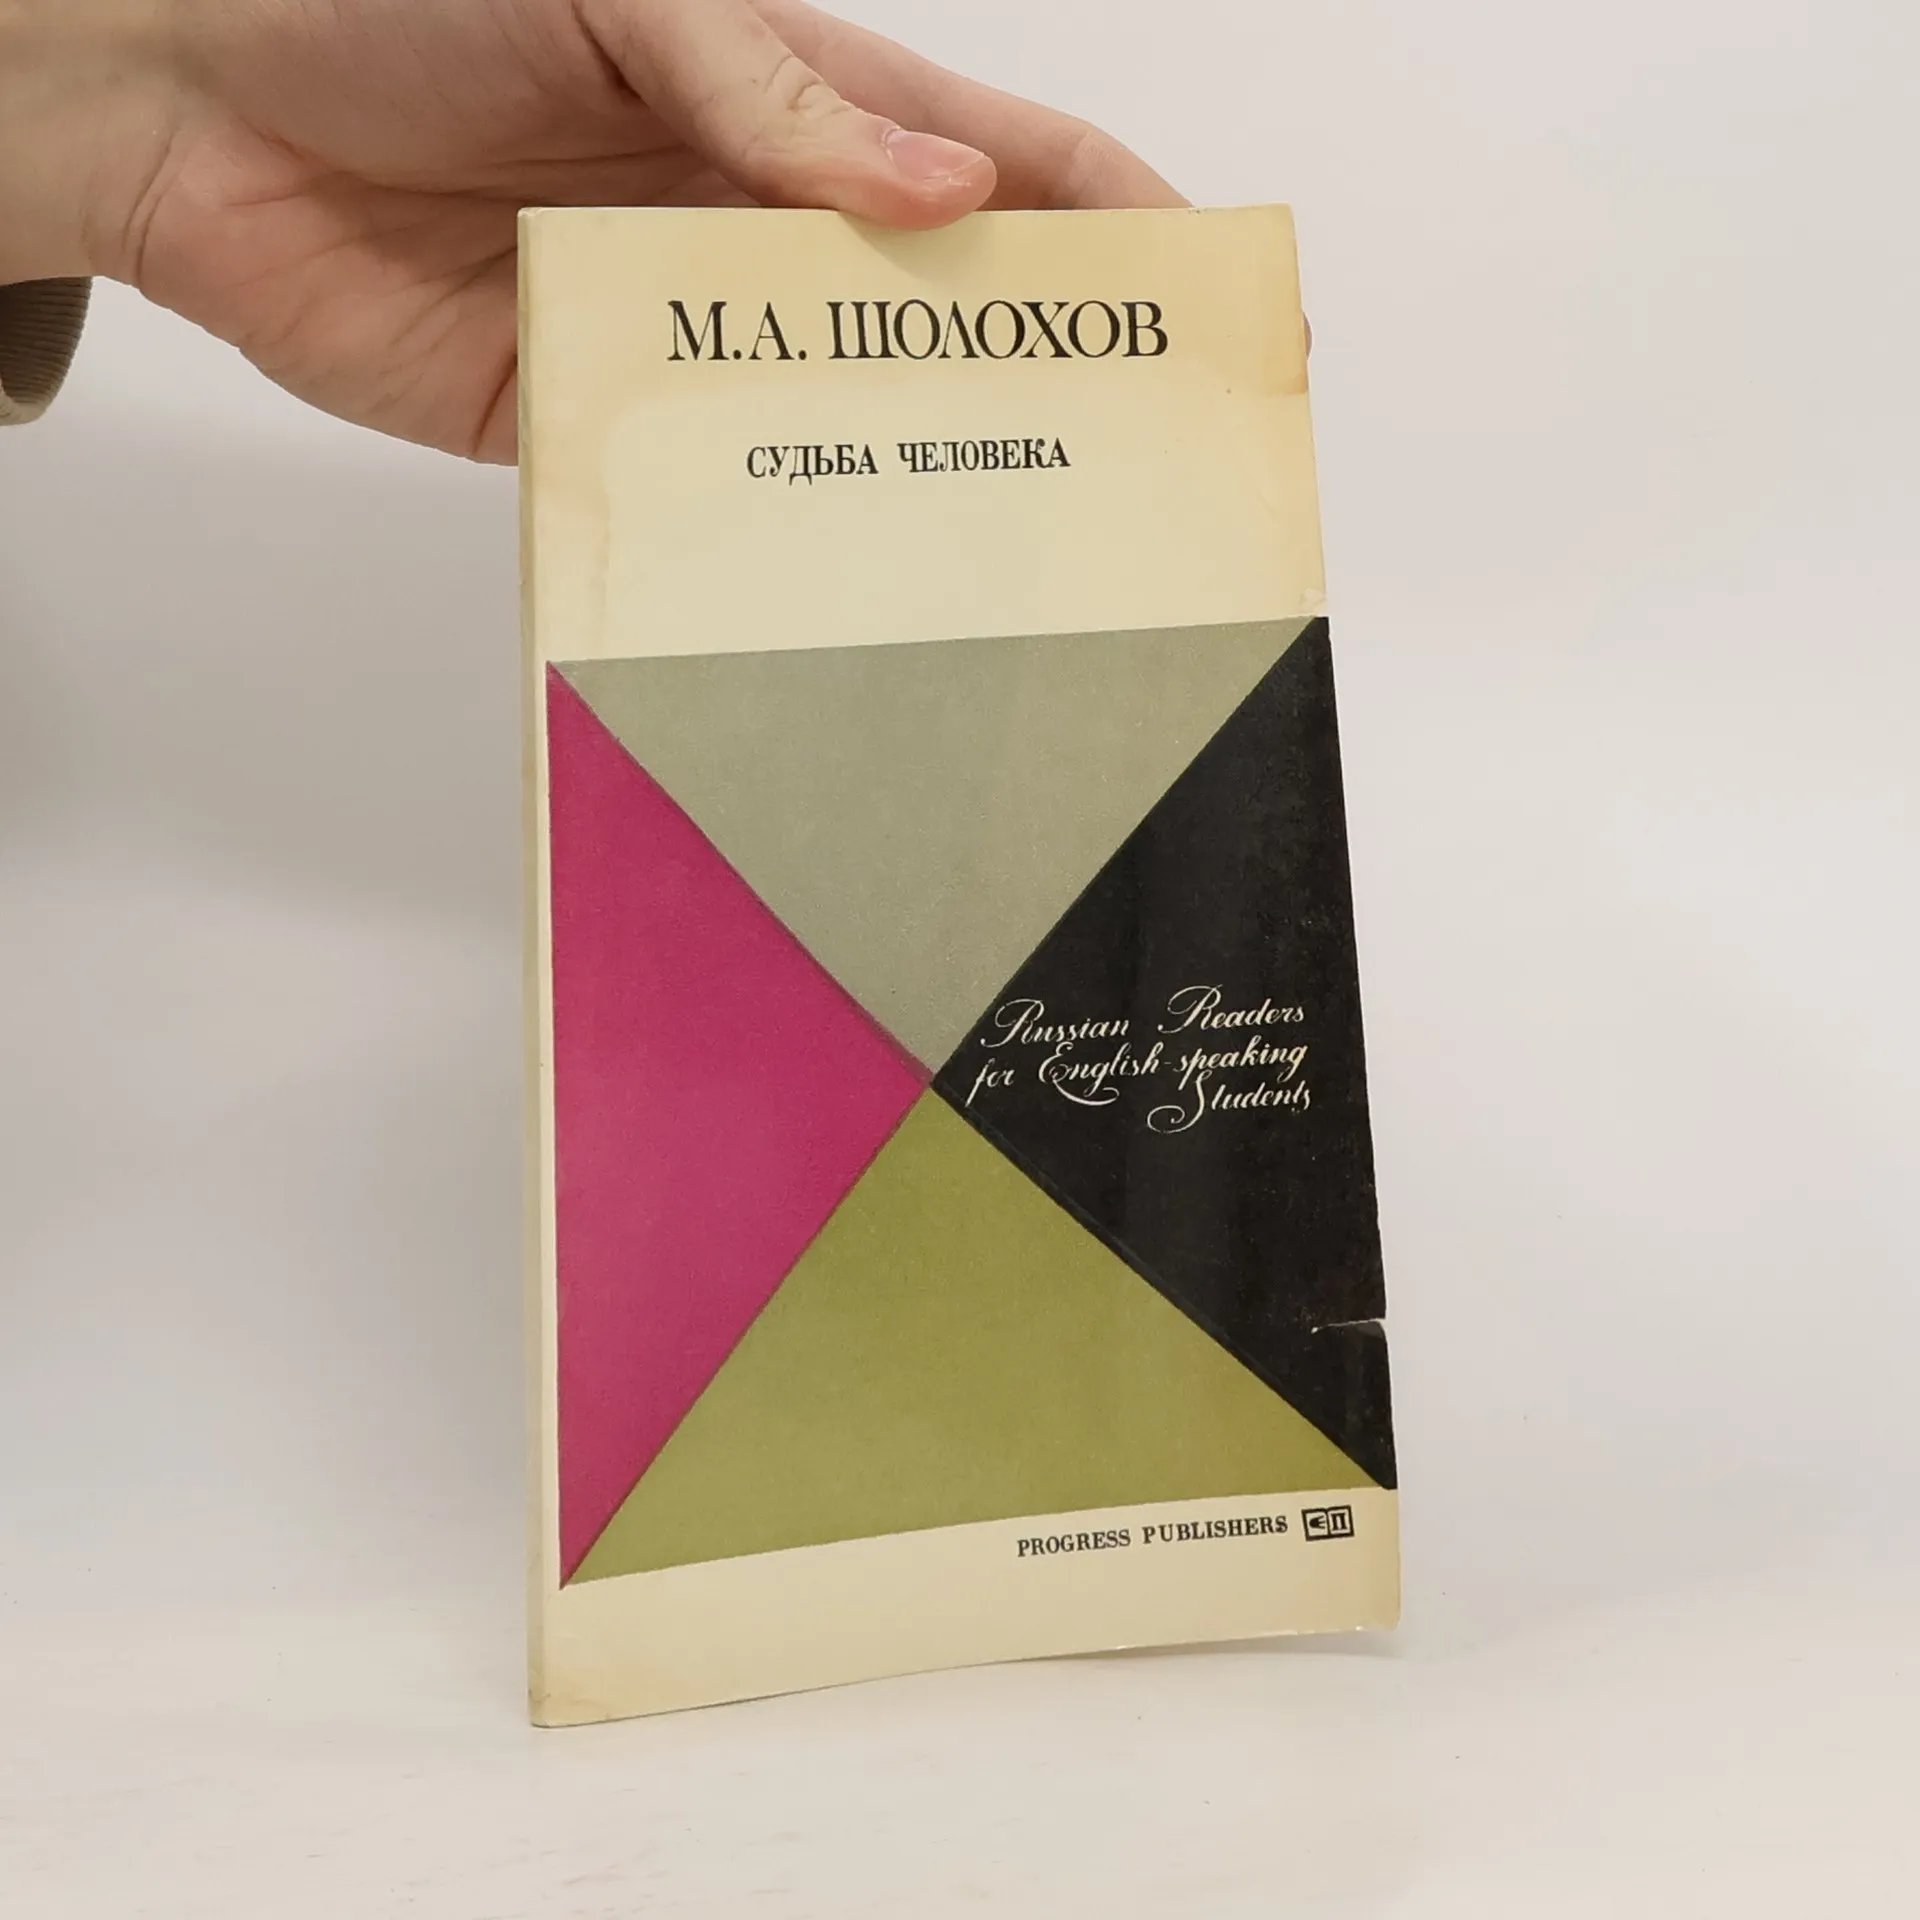 М.А. ШОЛОХОВ
СУДЬБА ЧЕЛОВЕКА
Russian Readers
for English-speaking
Students
PROGRESS PUBLISHERS